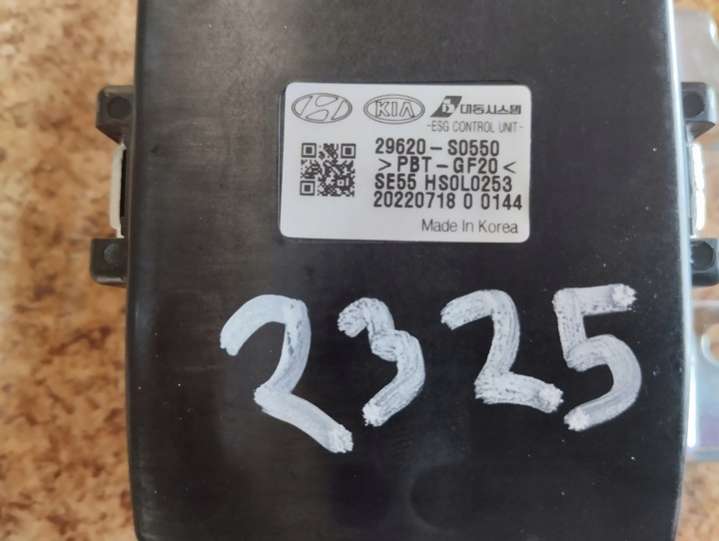 KIA 대동시스템
-ESG CONTROL UNIT-
29620-S0550
>PBT-GF20<
SE55 HS0L0253
20220718 0 0144
Made In Korea
2325